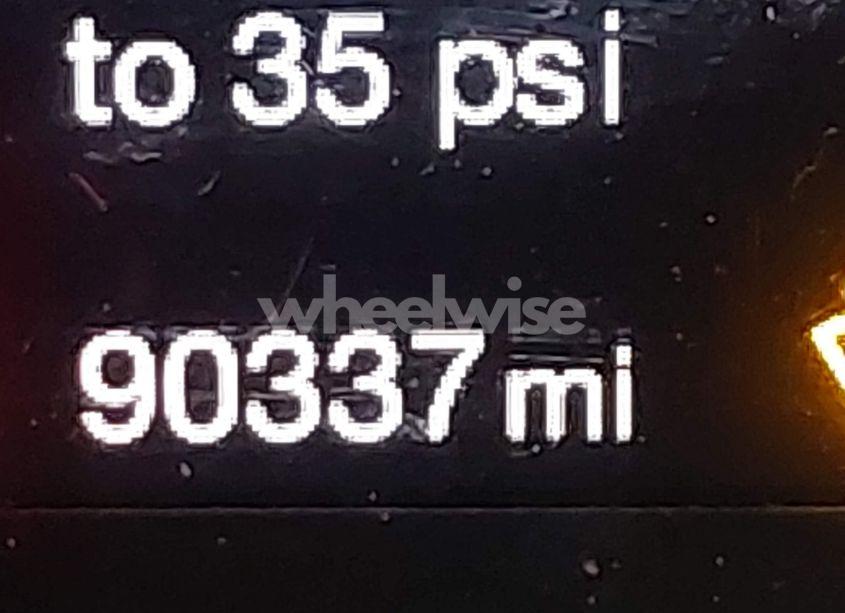 to 35 psi
wheelwise
90337 mi